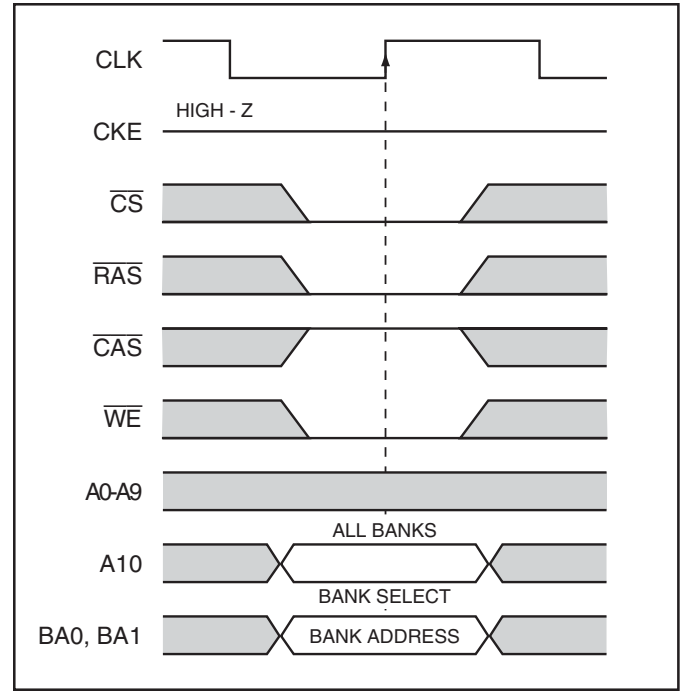 CLK
HIGH - Z
CKE
CS
RAS
CAS
WE
A0-A9
ALL BANKS
A10
BANK SELECT
BA0, BA1
BANK ADDRESS